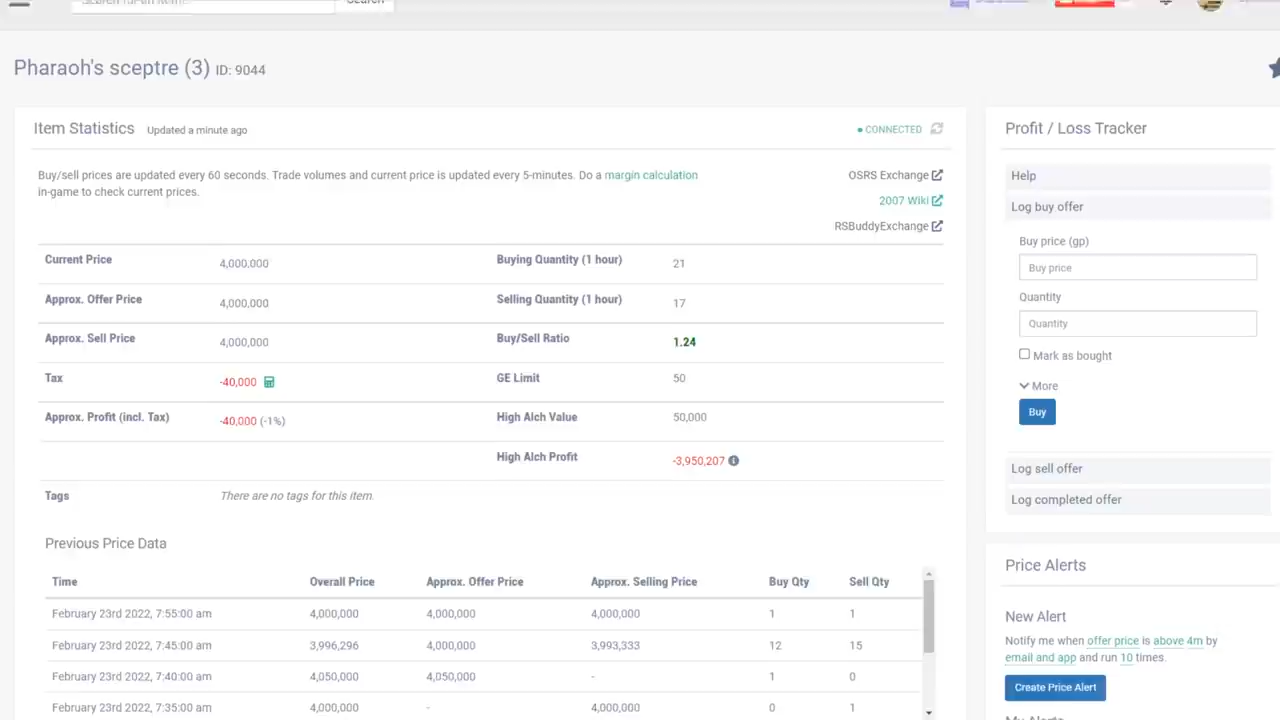 Search
Pharaoh's sceptre (3) ID: 9044
Item Statistics Updated a minute ago
CONNECTED
Buy/sell prices are updated every 60 seconds. Trade volumes and current price is updated every 5-minutes. Do a margin calculation
in-game to check current prices.
OSRS Exchange
2007 Wiki
RSBuddyExchange
Current Price 4,000,000 Buying Quantity (1 hour) 21
Approx. Offer Price 4,000,000 Selling Quantity (1 hour) 17
Approx. Sell Price 4,000,000 Buy/Sell Ratio 1.24
Tax -40,000 GE Limit 50
Approx. Profit (incl. Tax) -40,000 (-1%) High Alch Value 50,000
High Alch Profit -3,950,207
Tags There are no tags for this item.
Previous Price Data
Time Overall Price Approx. Offer Price Approx. Selling Price Buy Qty Sell Qty
February 23rd 2022, 7:55:00 am 4,000,000 4,000,000 4,000,000 1 1
February 23rd 2022, 7:45:00 am 3,996,296 4,000,000 3,993,333 12 15
February 23rd 2022, 7:40:00 am 4,050,000 4,050,000 - 1 0
February 23rd 2022, 7:35:00 am 4,000,000 - 4,000,000 0 1
Profit / Loss Tracker
Help
Log buy offer
Buy price (gp)
Buy price
Quantity
Quantity
Mark as bought
More
Buy
Log sell offer
Log completed offer
Price Alerts
New Alert
Notify me when offer price is above 4m by
email and app and run 10 times.
Create Price Alert
My Alerts